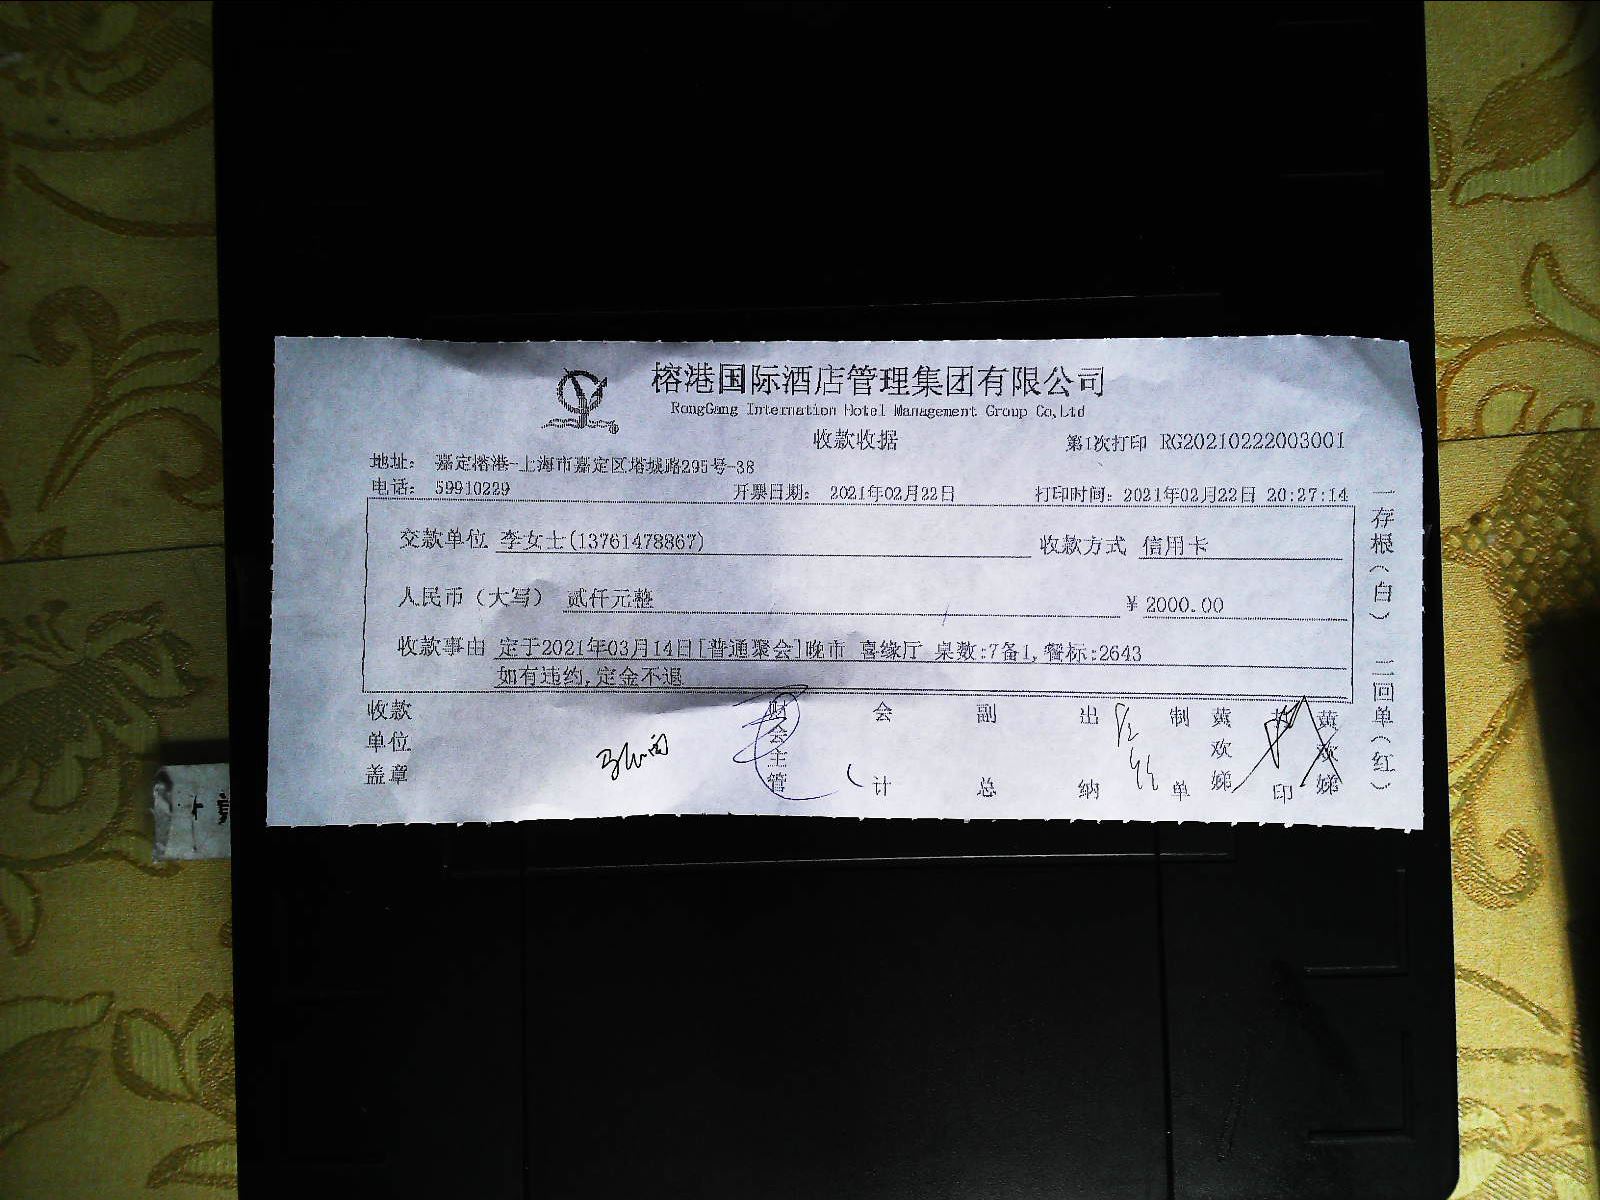 榕港国际酒店管理集团有限公司
RongGang Internation Hotel Management Group Co,Ltd
收款收据
第1次打印 RG20210222003001
地址: 嘉定榕港-上海市嘉定区塔城路295号-38
电话: 59910229
开票日期: 2021年02月22日
打印时间: 2021年02月22日 20:27:14
交款单位 李女士(13761478867)
收款方式 信用卡
人民币（大写） 贰仟元整
¥ 2000.00
收款事由 定于2021年03月14日[普通聚会]晚市 喜缘厅 桌数:7备1,餐标:2643
如有违约,定金不退
收款单位盖章
财会主管
会计
副总
出纳
制单 黄欢娣
印 黄欢娣
一存根（白） 二回单（红）